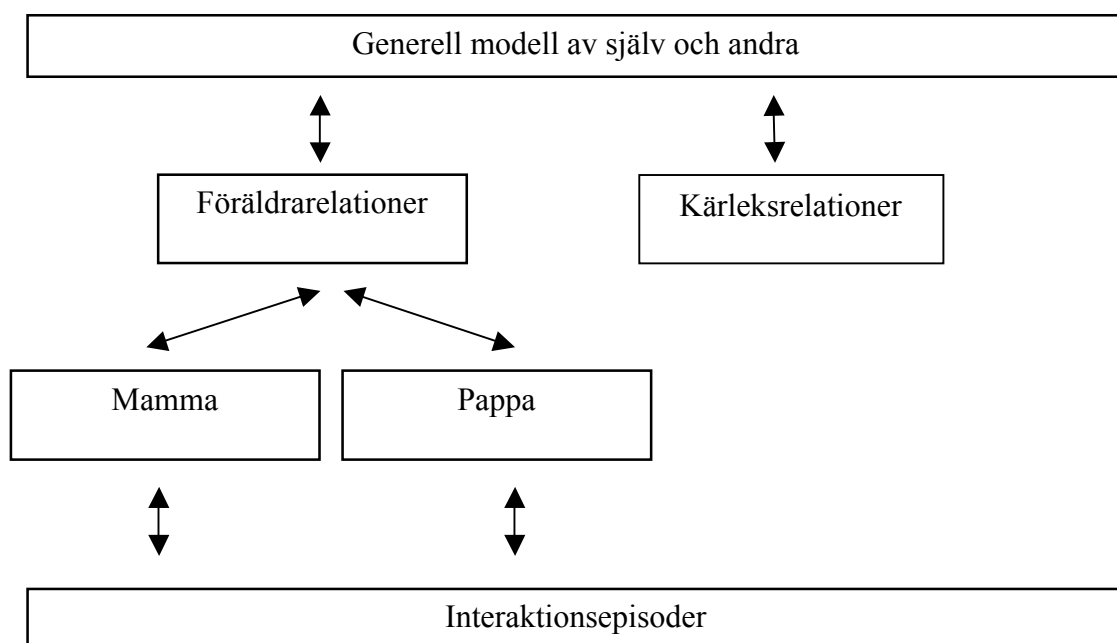 Generell modell av själv och andra
Föräldrarelationer
Kärleksrelationer
Mamma
Pappa
Interaktionsepisoder